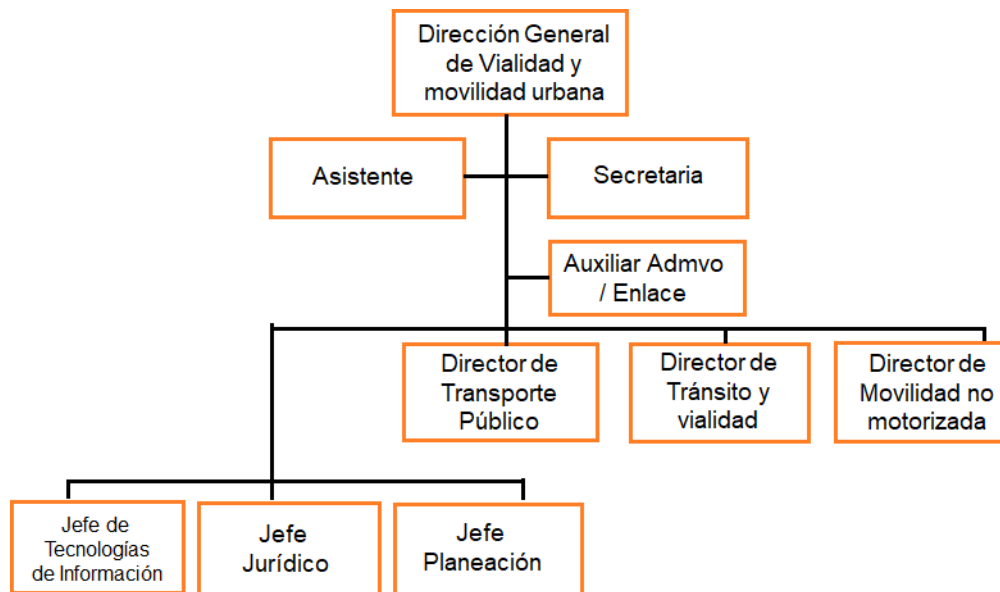 Dirección General
de Vialidad y
movilidad urbana
Asistente
Secretaria
Auxiliar Admvo
/ Enlace
Director de
Transporte
Público
Director de
Tránsito y
vialidad
Director de
Movilidad no
motorizada
Jefe de
Tecnologías
de Información
Jefe
Jurídico
Jefe
Planeación